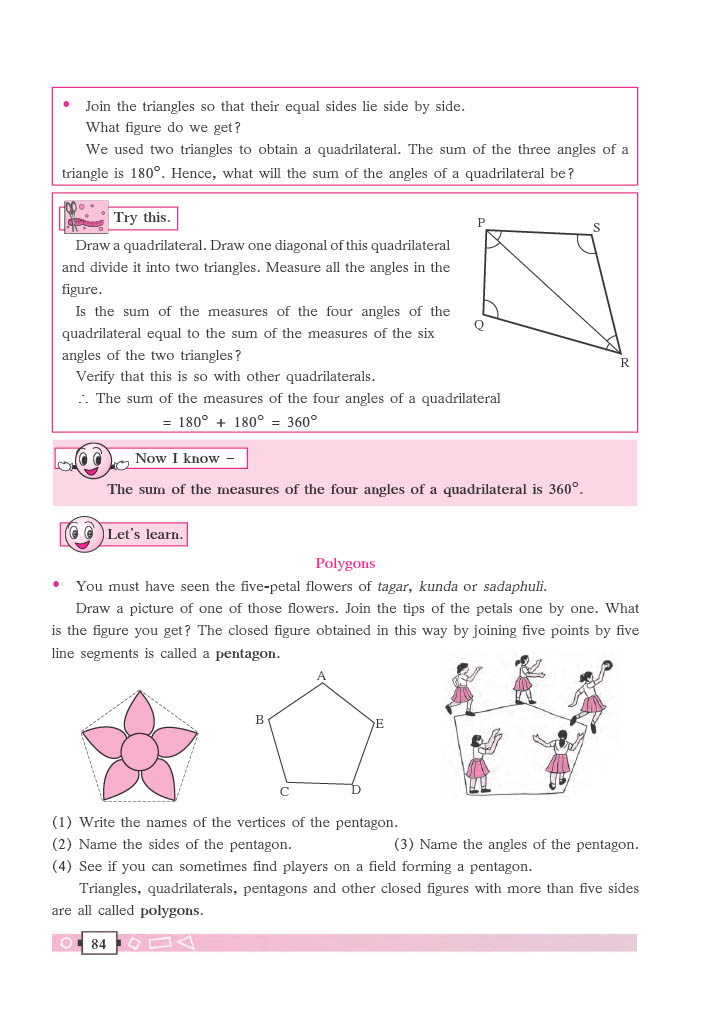 • Join the triangles so that their equal sides lie side by side.
What figure do we get?
We used two triangles to obtain a quadrilateral. The sum of the three angles of a
triangle is 180°. Hence, what will the sum of the angles of a quadrilateral be?
Try this.
Draw a quadrilateral. Draw one diagonal of this quadrilateral
and divide it into two triangles. Measure all the angles in the
figure.
Is the sum of the measures of the four angles of the
quadrilateral equal to the sum of the measures of the six
angles of the two triangles?
Verify that this is so with other quadrilaterals.
∴ The sum of the measures of the four angles of a quadrilateral
= 180° + 180° = 360°
P
S
Q
R
Now I know –
The sum of the measures of the four angles of a quadrilateral is 360°.
Let's learn.
Polygons
• You must have seen the five-petal flowers of tagar, kunda or sadaphuli.
Draw a picture of one of those flowers. Join the tips of the petals one by one. What
is the figure you get? The closed figure obtained in this way by joining five points by five
line segments is called a pentagon.
A
B
E
C
D
(1) Write the names of the vertices of the pentagon.
(2) Name the sides of the pentagon. (3) Name the angles of the pentagon.
(4) See if you can sometimes find players on a field forming a pentagon.
Triangles, quadrilaterals, pentagons and other closed figures with more than five sides
are all called polygons.
84